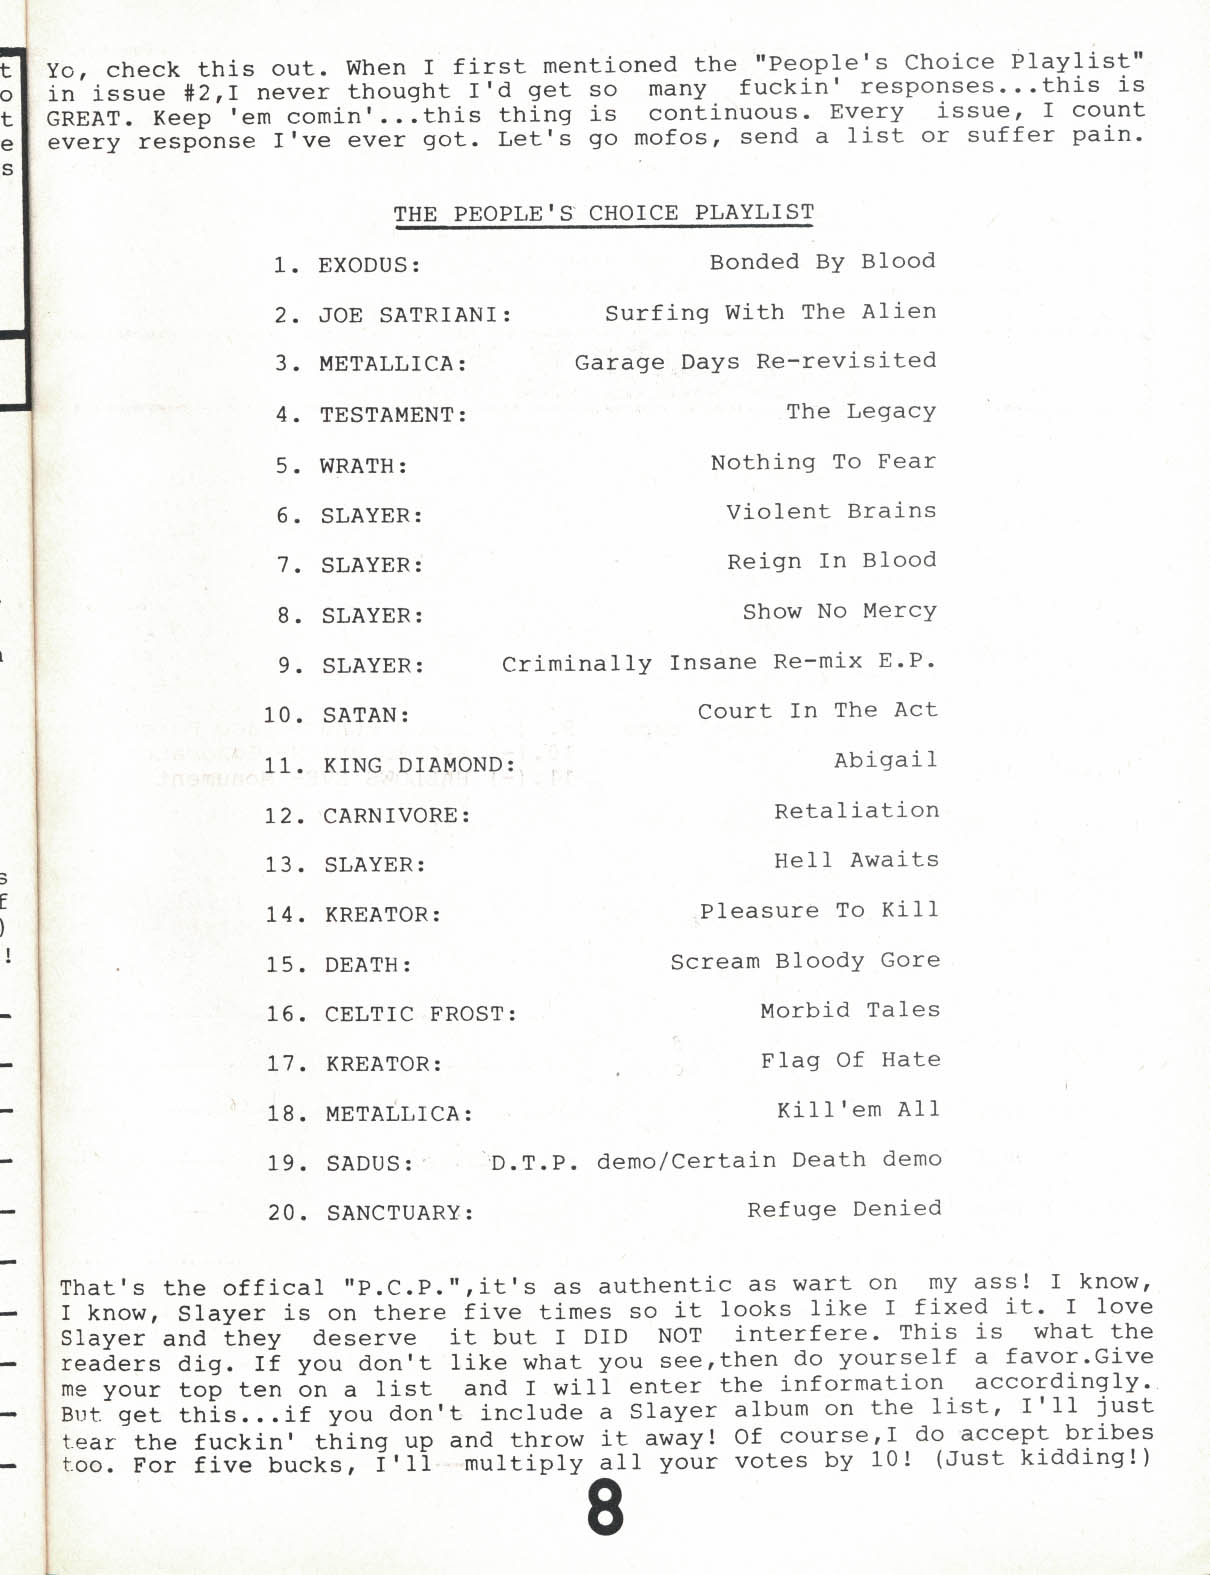 Yo, check this out. When I first mentioned the "People's Choice Playlist"
in issue #2,I never thought I'd get so many fuckin' responses...this is
GREAT. Keep 'em comin'...this thing is continuous. Every issue, I count
every response I've ever got. Let's go mofos, send a list or suffer pain.
THE PEOPLE'S CHOICE PLAYLIST
1. EXODUS: Bonded By Blood
2. JOE SATRIANI: Surfing With The Alien
3. METALLICA: Garage Days Re-revisited
4. TESTAMENT: The Legacy
5. WRATH: Nothing To Fear
6. SLAYER: Violent Brains
7. SLAYER: Reign In Blood
8. SLAYER: Show No Mercy
9. SLAYER: Criminally Insane Re-mix E.P.
10. SATAN: Court In The Act
11. KING DIAMOND: Abigail
12. CARNIVORE: Retaliation
13. SLAYER: Hell Awaits
14. KREATOR: Pleasure To Kill
15. DEATH: Scream Bloody Gore
16. CELTIC FROST: Morbid Tales
17. KREATOR: Flag Of Hate
18. METALLICA: Kill'em All
19. SADUS: D.T.P. demo/Certain Death demo
20. SANCTUARY: Refuge Denied
That's the offical "P.C.P.",it's as authentic as wart on my ass! I know,
I know, Slayer is on there five times so it looks like I fixed it. I love
Slayer and they deserve it but I DID NOT interfere. This is what the
readers dig. If you don't like what you see,then do yourself a favor.Give
me your top ten on a list and I will enter the information accordingly.
But get this...if you don't include a Slayer album on the list, I'll just
tear the fuckin' thing up and throw it away! Of course,I do accept bribes
too. For five bucks, I'll multiply all your votes by 10! (Just kidding!)
8